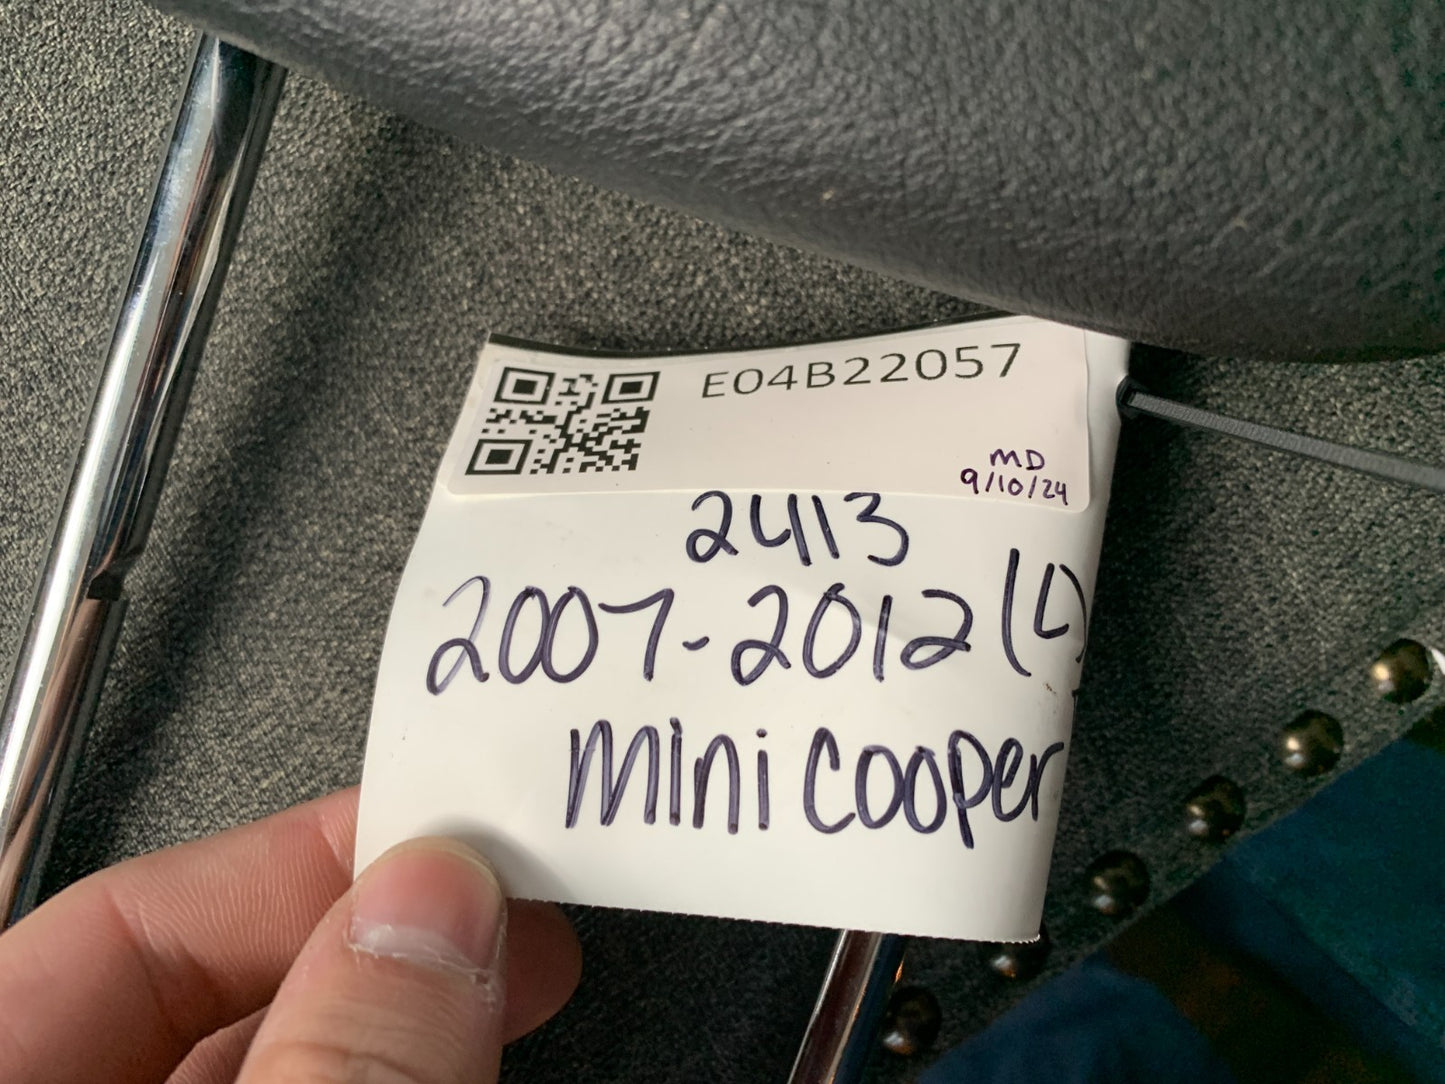 E04B22057
MD
9/10/24
2413
2007-2012 (L)
Mini Cooper